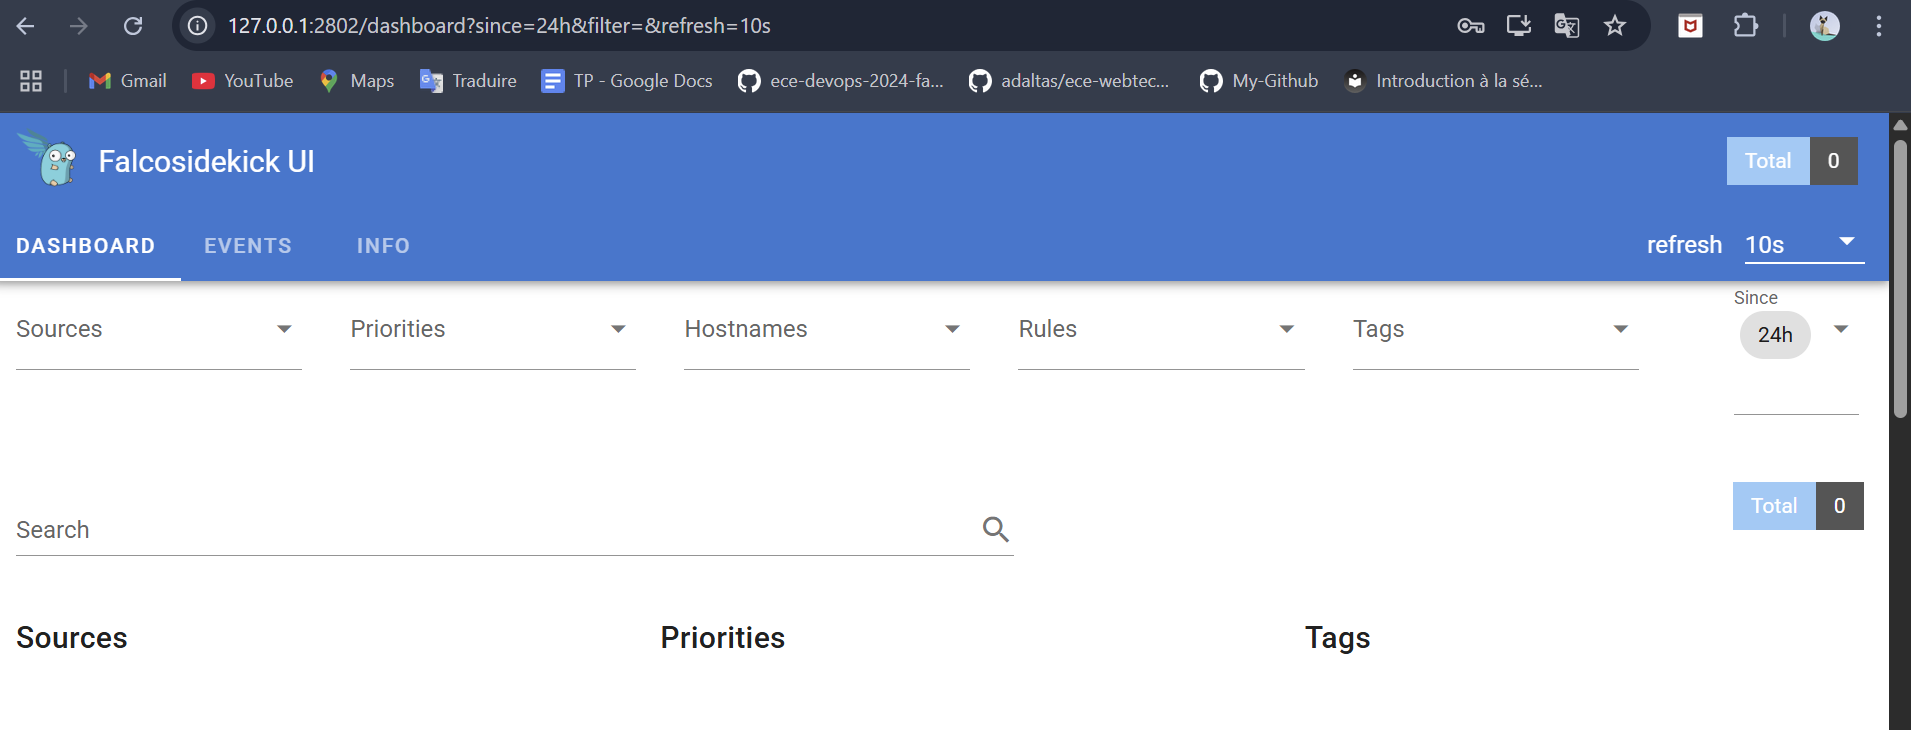 127.0.0.1:2802/dashboard?since=24h&filter=&refresh=10s
Gmail YouTube Maps Traduire TP - Google Docs ece-devops-2024-fa... adaltas/ece-webtec... My-Github Introduction à la sé...
Falcosidekick UI Total 0
DASHBOARD EVENTS INFO refresh 10s
Since
Sources Priorities Hostnames Rules Tags 24h
Total 0
Search
Sources Priorities Tags